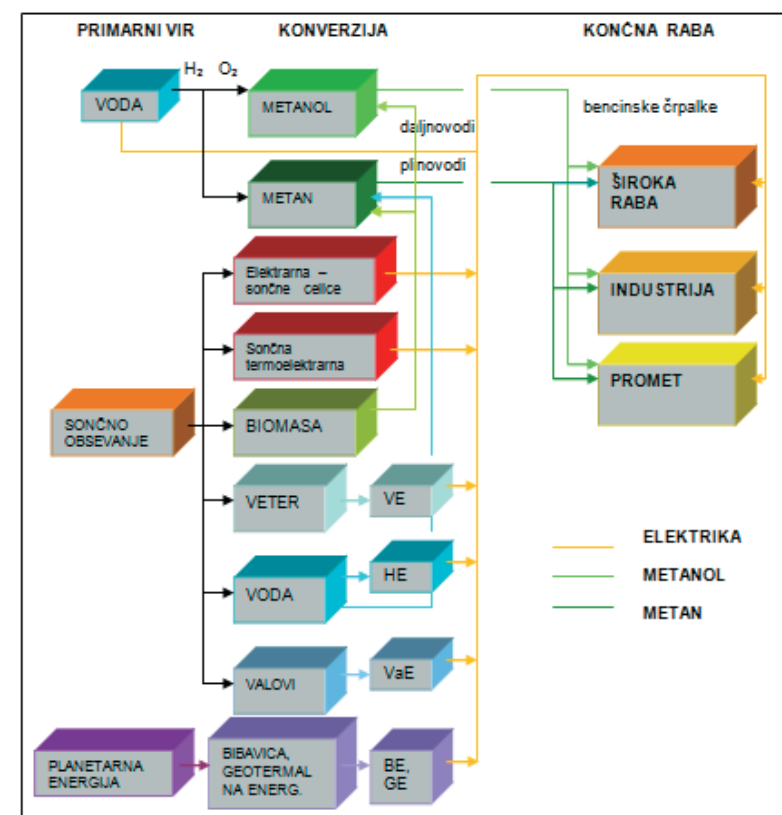 PRIMARNI VIR
KONVERZIJA
KONČNA RABA
H₂ O₂
VODA
METANOL
daljnovodi
bencinske črpalke
plinovodi
METAN
ŠIROKA
RABA
Elektrarna –
sončne celice
INDUSTRIJA
Sončna
termoelektrarna
PROMET
SONČNO
OBSEVANJE
BIOMASA
VETER
VE
ELEKTRIKA
VODA
HE
METANOL
METAN
VALOVI
VaE
PLANETARNA
ENERGIJA
BIBAVICA,
GEOTERMAL
NA ENERG.
BE,
GE